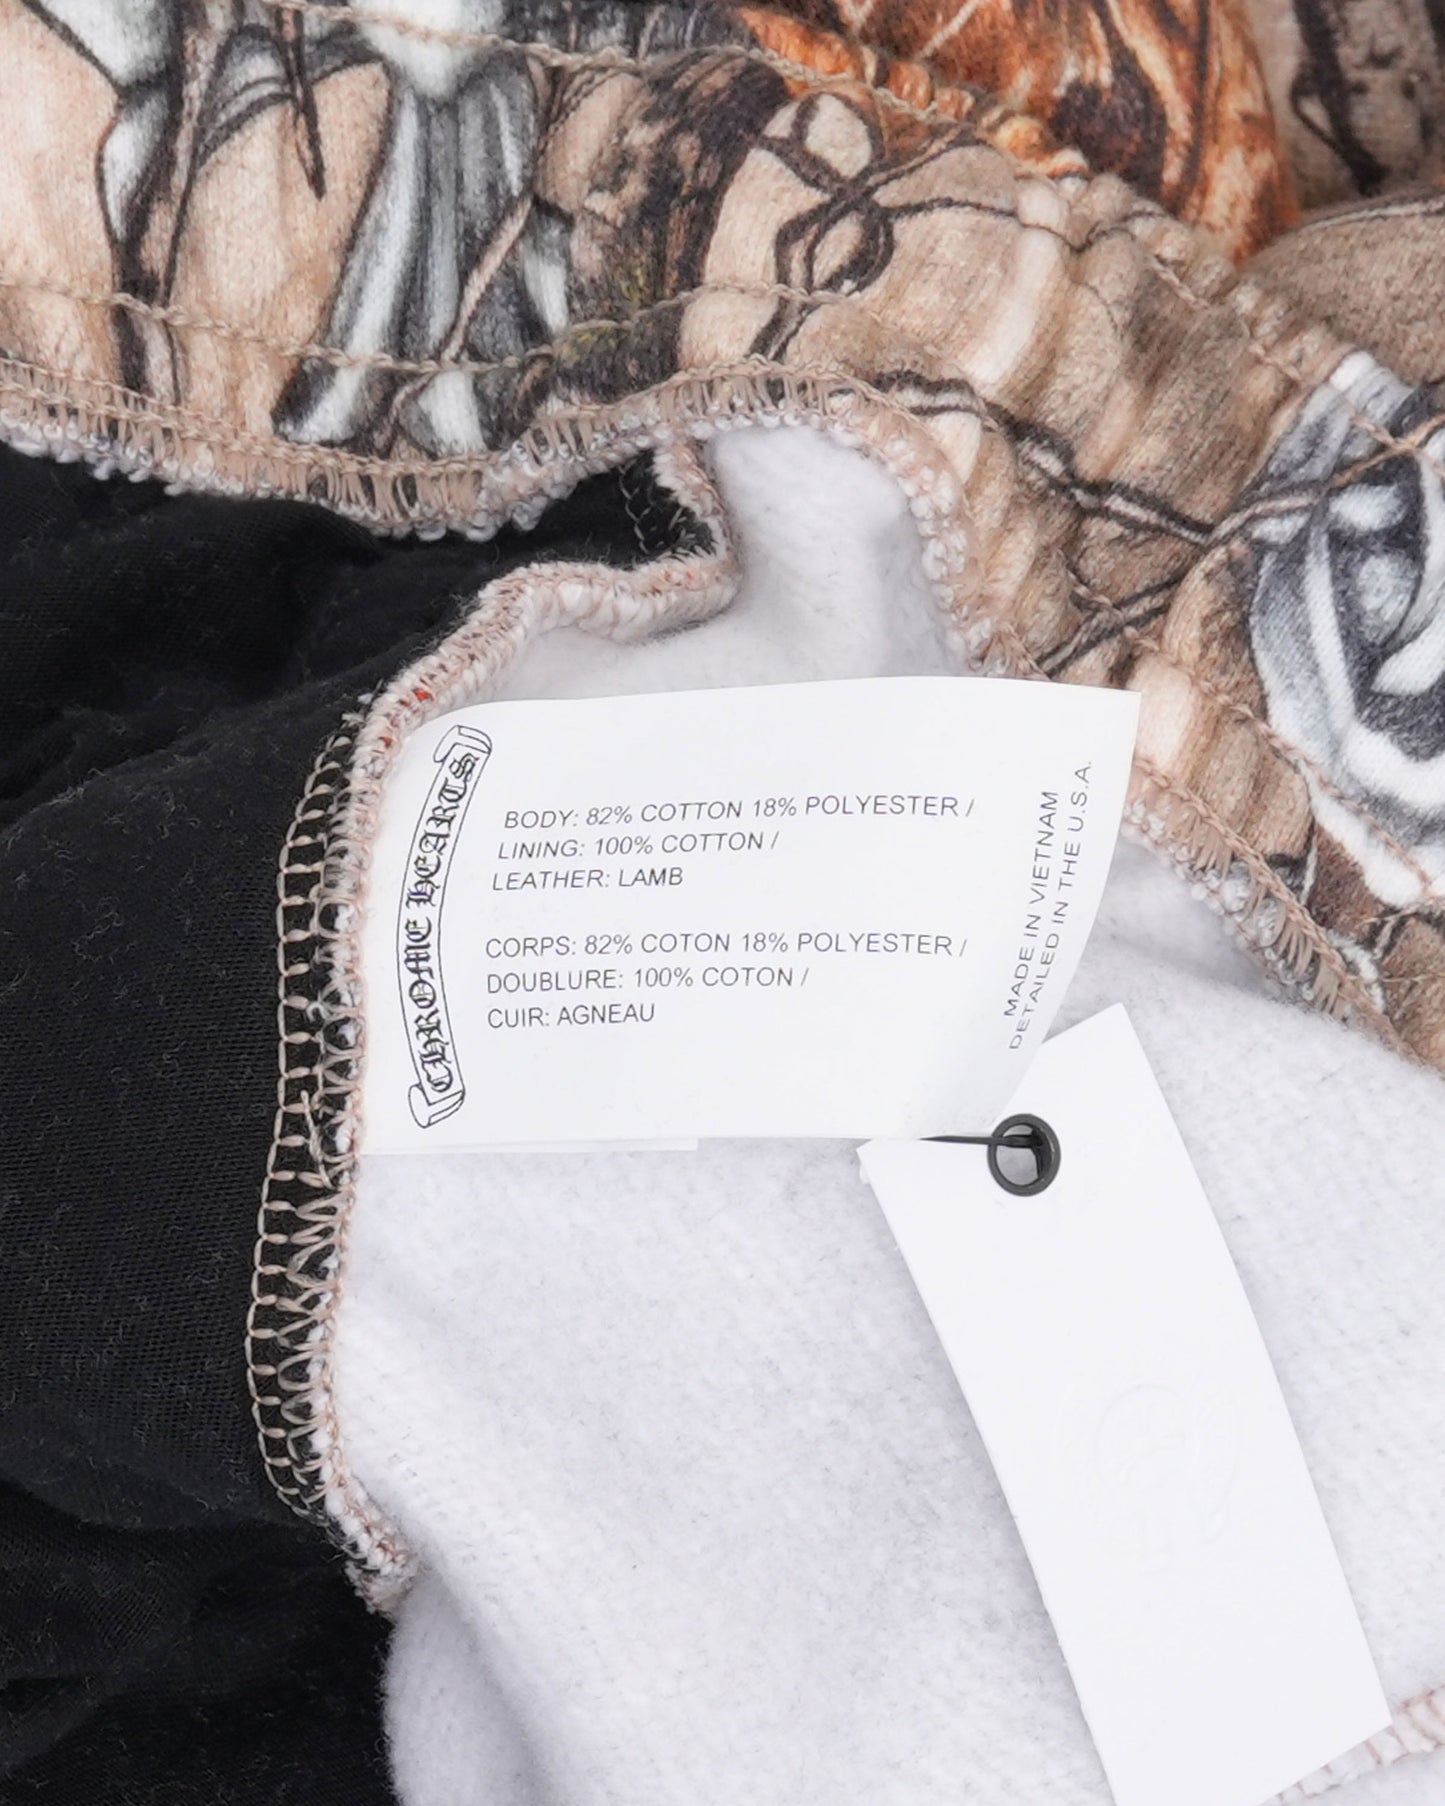 CHROME HEARTS
BODY: 82% COTTON 18% POLYESTER /
LINING: 100% COTTON /
LEATHER: LAMB
CORPS: 82% COTON 18% POLYESTER /
DOUBLURE: 100% COTON /
CUIR: AGNEAU
MADE IN VIETNAM
DETAILED IN THE U.S.A.